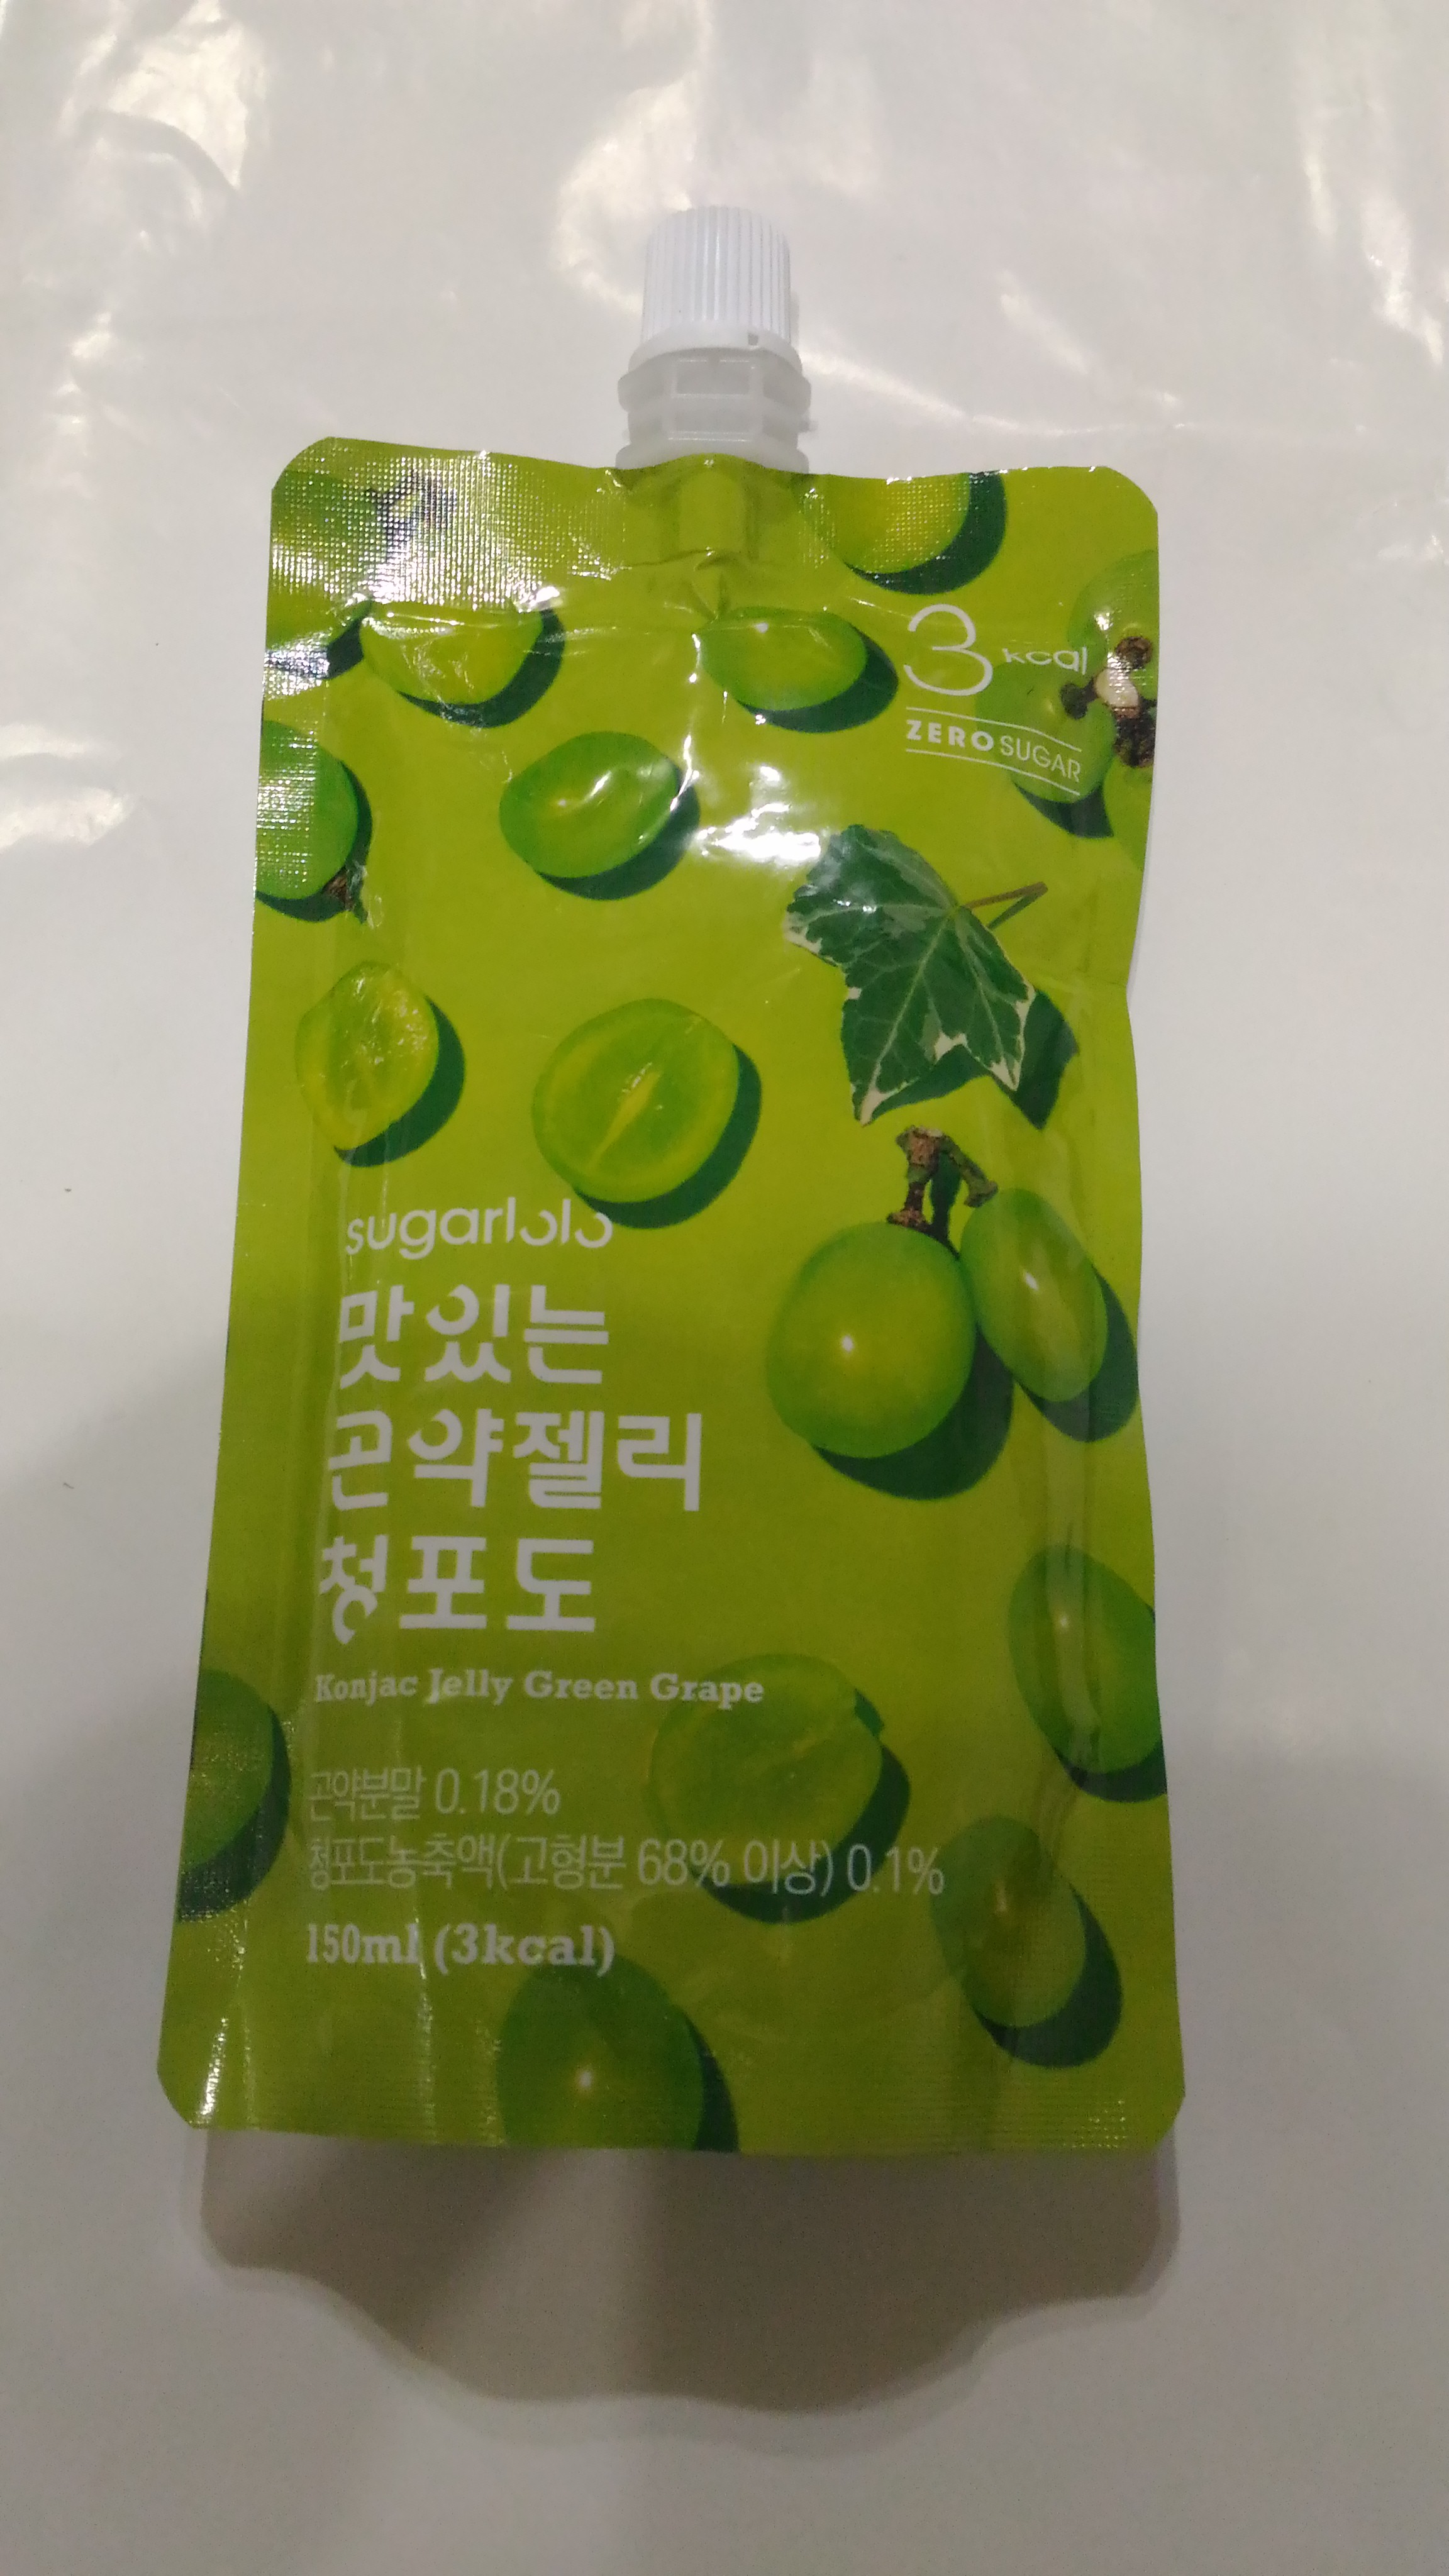 3 kcal
ZERO SUGAR
sugarlolo
맛있는
곤약젤리
청포도
Konjac Jelly Green Grape
곤약분말 0.18%
청포도농축액(고형분 68% 이상) 0.1%
150ml (3kcal)